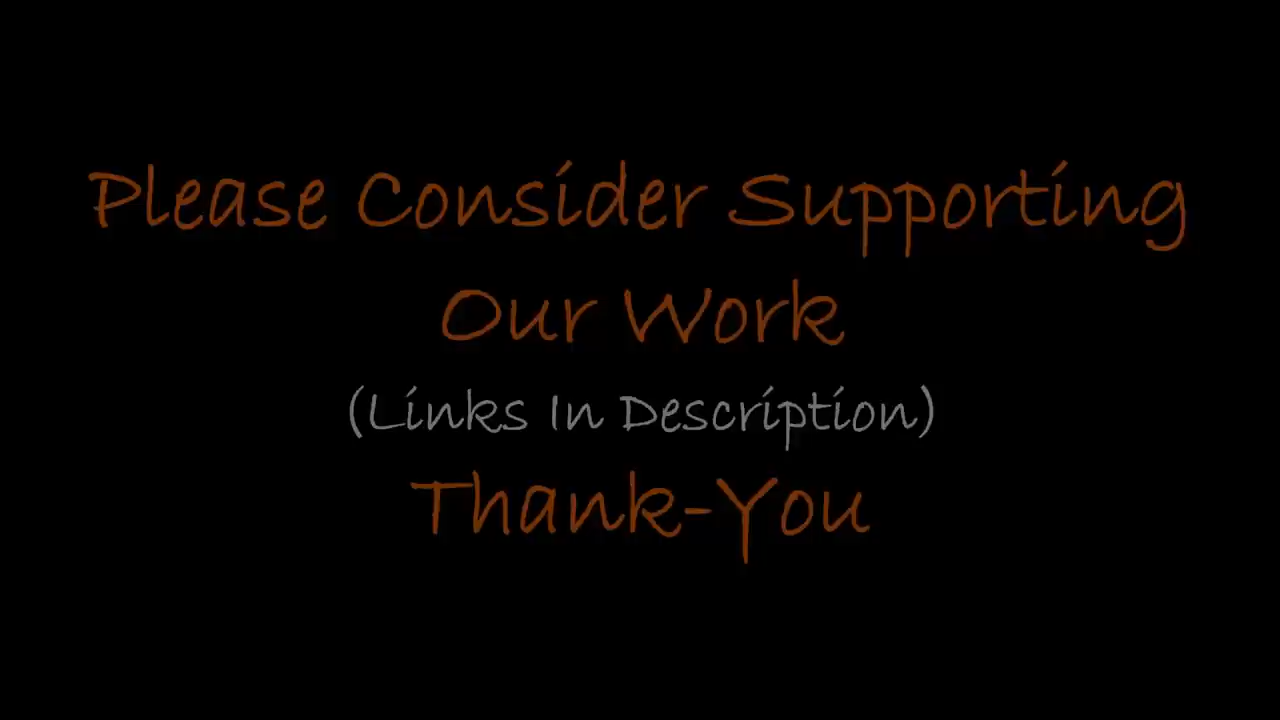 Please Consider Supporting
Our Work
(Links In Description)
Thank-You